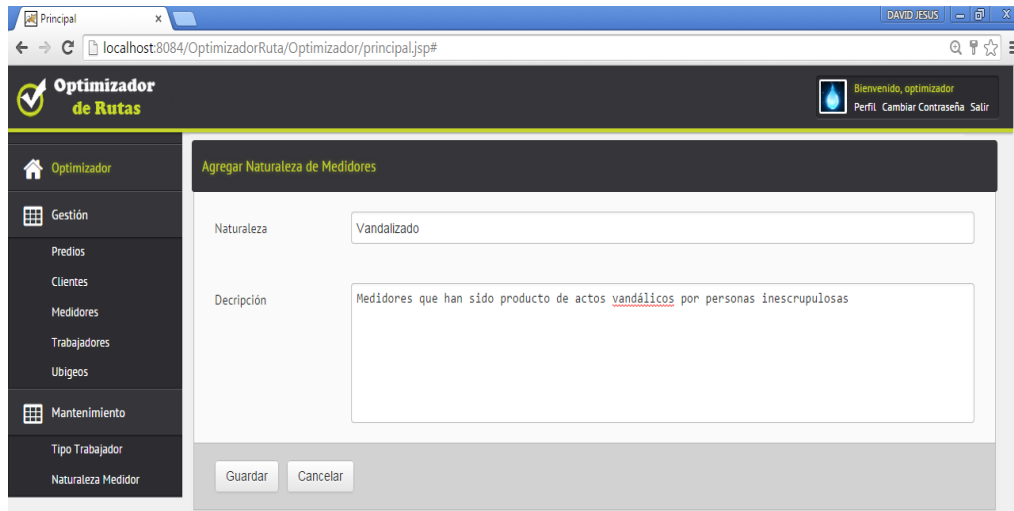 Principal
x
DAVID JESUS
localhost:8084/OptimizadorRuta/Optimizador/principal.jsp#
Optimizador
de Rutas
Bienvenido, optimizador
Perfil Cambiar Contraseña Salir
Optimizador
Gestión
Predios
Clientes
Medidores
Trabajadores
Ubigeos
Mantenimiento
Tipo Trabajador
Naturaleza Medidor
Agregar Naturaleza de Medidores
Naturaleza
Vandalizado
Decripción
Medidores que han sido producto de actos vandálicos por personas inescrupulosas
Guardar
Cancelar